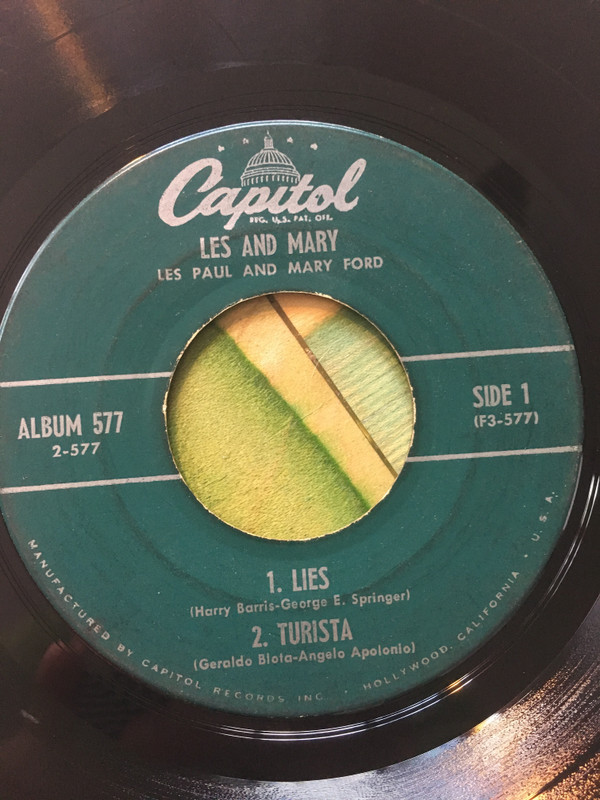 Capitol
REG. U.S. PAT. OFF.
LES AND MARY
LES PAUL AND MARY FORD
ALBUM 577
2-577
SIDE 1
(F3-577)
1. LIES
(Harry Barris-George E. Springer)
2. TURISTA
(Geraldo Blota-Angelo Apolonio)
MANUFACTURED BY CAPITOL RECORDS INC. • HOLLYWOOD, CALIFORNIA • U.S.A.